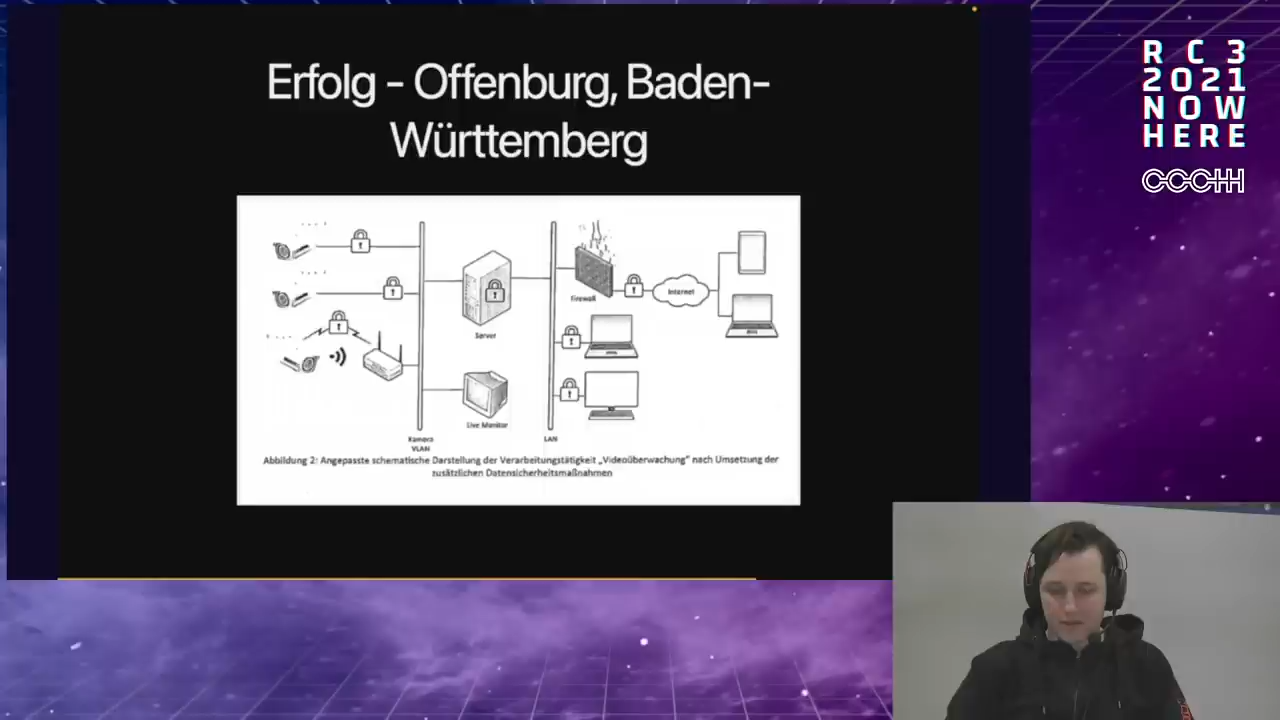 Erfolg - Offenburg, Baden-
Württemberg
R C 3
2021
NOW
HERE
CCCHH
Firewall
Internet
Server
Live Monitor
Kamera
VLAN
LAN
Abbildung 2: Angepasste schematische Darstellung der Verarbeitungstätigkeit „Videoüberwachung" nach Umsetzung der
zusätzlichen Datensicherheitsmaßnahmen